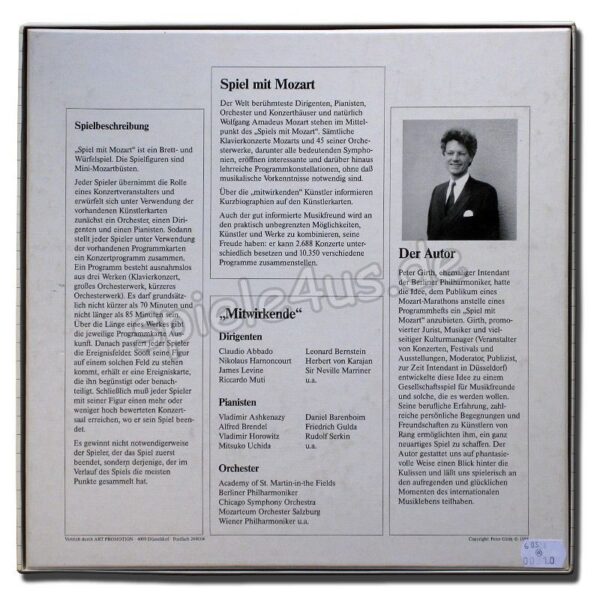 Spielbeschreibung
„Spiel mit Mozart“ ist ein Brett- und
Würfelspiel. Die Spielfiguren sind
Mini-Mozartbüsten.
Jeder Spieler übernimmt die Rolle
eines Konzertveranstalters und
erwürfelt sich unter Verwendung der
vorhandenen Künstlerkarten
zunächst ein Orchester, einen Diri-
genten und einen Pianisten. Sodann
stellt jeder Spieler unter Verwendung
der vorhandenen Programmkarten
ein Konzertprogramm zusammen.
Ein Programm besteht ausnahmslos
aus drei Werken (Klavierkonzert,
großes Orchesterwerk, kürzeres
Orchesterwerk). Es darf grundsätz-
lich nicht kürzer als 70 Minuten und
nicht länger als 85 Minuten
Über die Länge eines Werkes gibt
die jeweilige Programmkarte Aus-
kunft. Danach passiert jeder Spieler
die Ereignisfelder. Sooft seine Figur
auf einem solchen Feld zu stehen
kommt, erhält er eine Ereigniskarte,
die ihn begünstigt oder benach-
teiligt. Schließlich muß jeder Spieler
mit seiner Figur einen mehr oder
weniger hoch bewerteten Konzert-
saal erreichen, wo er sein Spiel been-
det.
Es gewinnt nicht notwendigerweise
der Spieler, der das Spiel zuerst
beendet, sondern derjenige, der im
Verlauf des Spiels die meisten
Punkte gesammelt hat.
Spiel mit Mozart
Der Welt berühmteste Dirigenten, Pianisten,
Orchester und Konzerthäuser und natürlich
Wolfgang Amadeus Mozart stehen im Mittel-
punkt des „Spiels mit Mozart“. Sämtliche
Klavierkonzerte Mozarts und 45 seiner Orche-
sterwerke, darunter alle bedeutenden Sympho-
nien, eröffnen interessante und darüber hinaus
lehrreiche Programmkonstellationen, ohne daß
musikalische Vorkenntnisse notwendig sind.
Über die „mitwirkenden“ Künstler informieren
Kurzbiographien auf den Künstlerkarten.
Auch der gut informierte Musikfreund wird an
den praktisch unbegrenzten Möglichkeiten,
Künstler und Werke zu kombinieren, seine
Freude haben: er kann 2.688 Konzerte unter-
schiedlich besetzen und 10.350 verschiedene
Programme zusammenstellen.
„Mitwirkende“
Dirigenten
Claudio Abbado Leonard Bernstein
Nikolaus Harnoncourt Herbert von Karajan
James Levine Sir Neville Marriner
Riccardo Muti u.a.
Pianisten
Vladimir Ashkenazy Daniel Barenboim
Alfred Brendel Friedrich Gulda
Vladimir Horowitz Rudolf Serkin
Mitsuko Uchida u.a.
Orchester
Academy of St. Martin-in-the Fields
Berliner Philharmoniker
Chicago Symphony Orchestra
Mozarteum Orchester Salzburg
Wiener Philharmoniker u.a.
Der Autor
Peter Girth, ehemaliger Intendant
der Berliner Philharmoniker, hatte
die Idee, dem Publikum eines
Mozart-Marathons anstelle eines
Programmhefts ein „Spiel mit
Mozart“ anzubieten. Girth, promo-
vierter Jurist, Musiker und viel-
seitiger Kulturmanager (Veranstalter
von Konzerten, Festivals und
Ausstellungen, Moderator, Publizist,
zur Zeit Intendant in Düsseldorf)
entwickelte diese Idee zu einem
Gesellschaftsspiel für Musikfreunde
und solche, die es werden wollen.
Seine berufliche Erfahrung, zahl-
reiche persönliche Begegnungen und
Freundschaften zu Künstlern von
Rang ermöglichten ihm, ein ganz
neuartiges Spiel zu schaffen. Der
Autor gestattet uns auf phantasie-
volle Weise einen Blick hinter die
Kulissen und läßt uns spielerisch an
den aufregenden und glücklichen
Momenten des internationalen
Musiklebens teilhaben.
Vertrieb durch ART PROMOTION · 4000 Düsseldorf · Postfach
Copyright: Peter Girth ©
spiele4us.de